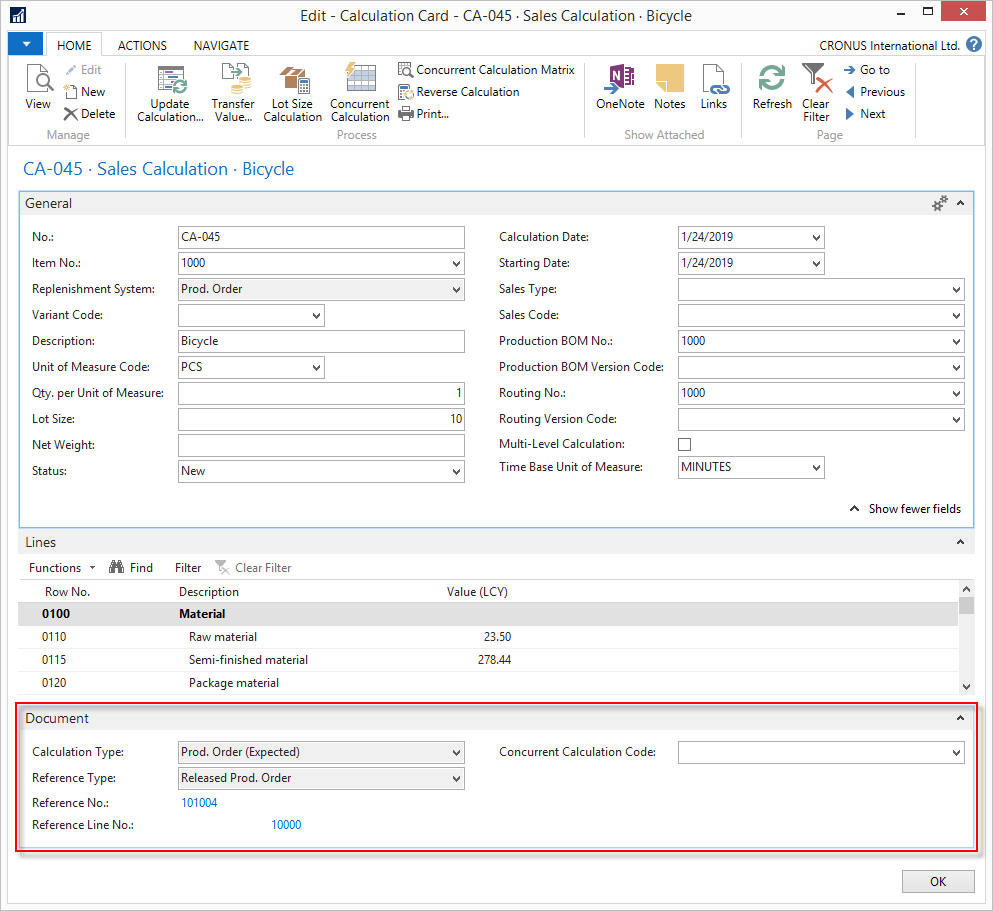 Edit - Calculation Card - CA-045 · Sales Calculation · Bicycle
HOME ACTIONS NAVIGATE CRONUS International Ltd.
View
Edit
New
Delete
Manage
Update Calculation...
Transfer Value...
Lot Size Calculation
Concurrent Calculation
Concurrent Calculation Matrix
Reverse Calculation
Print...
Process
OneNote
Notes
Links
Show Attached
Refresh
Clear Filter
Go to
Previous
Next
Page
CA-045 · Sales Calculation · Bicycle
General
No.: CA-045
Item No.: 1000
Replenishment System: Prod. Order
Variant Code:
Description: Bicycle
Unit of Measure Code: PCS
Qty. per Unit of Measure: 1
Lot Size: 10
Net Weight:
Status: New
Calculation Date: 1/24/2019
Starting Date: 1/24/2019
Sales Type:
Sales Code:
Production BOM No.: 1000
Production BOM Version Code:
Routing No.: 1000
Routing Version Code:
Multi-Level Calculation:
Time Base Unit of Measure: MINUTES
Show fewer fields
Lines
Functions Find Filter Clear Filter
Row No. Description Value (LCY)
0100 Material
0110 Raw material 23.50
0115 Semi-finished material 278.44
0120 Package material
Document
Calculation Type: Prod. Order (Expected)
Reference Type: Released Prod. Order
Reference No.: 101004
Reference Line No.: 10000
Concurrent Calculation Code:
OK